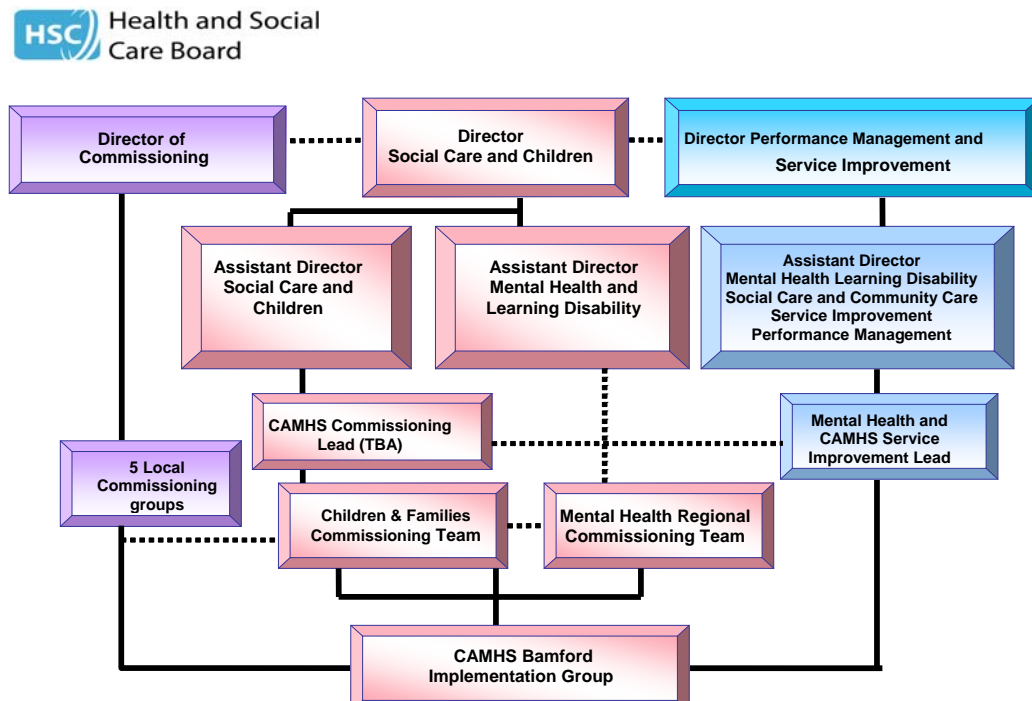 HSC
Health and Social
Care Board
Director of
Commissioning
Director
Social Care and Children
Director Performance Management and
Service Improvement
Assistant Director
Social Care and
Children
Assistant Director
Mental Health and
Learning Disability
Assistant Director
Mental Health Learning Disability
Social Care and Community Care
Service Improvement
Performance Management
CAMHS Commissioning
Lead (TBA)
Mental Health and
CAMHS Service
Improvement Lead
5 Local
Commissioning
groups
Children & Families
Commissioning Team
Mental Health Regional
Commissioning Team
CAMHS Bamford
Implementation Group